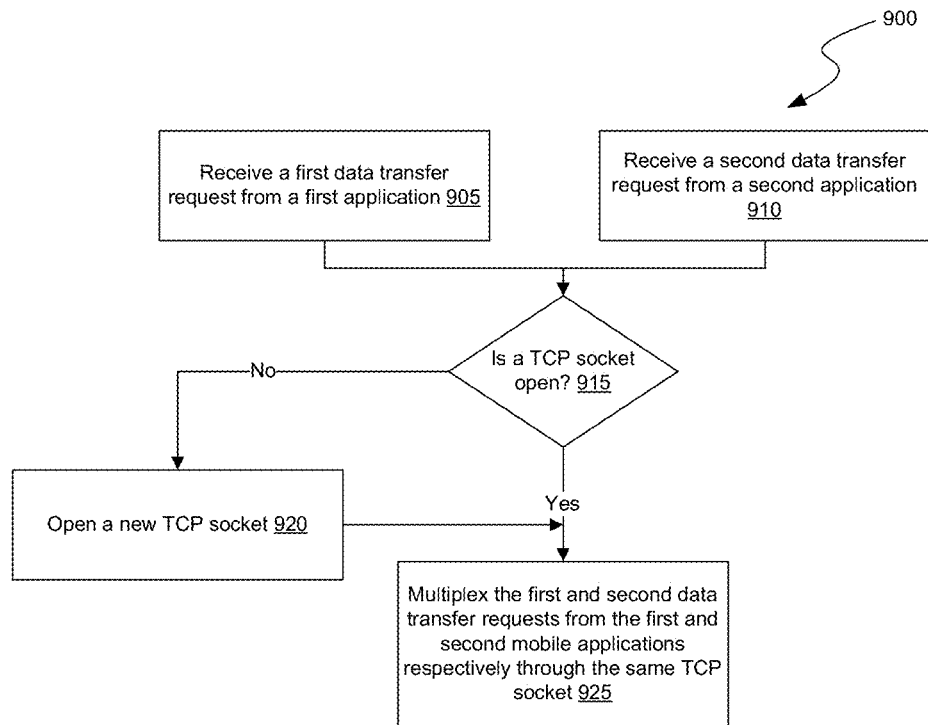 900
Receive a first data transfer
request from a first application 905
Receive a second data transfer
request from a second application
910
Is a TCP socket
open? 915
No
Yes
Open a new TCP socket 920
Multiplex the first and second data
transfer requests from the first and
second mobile applications
respectively through the same TCP
socket 925